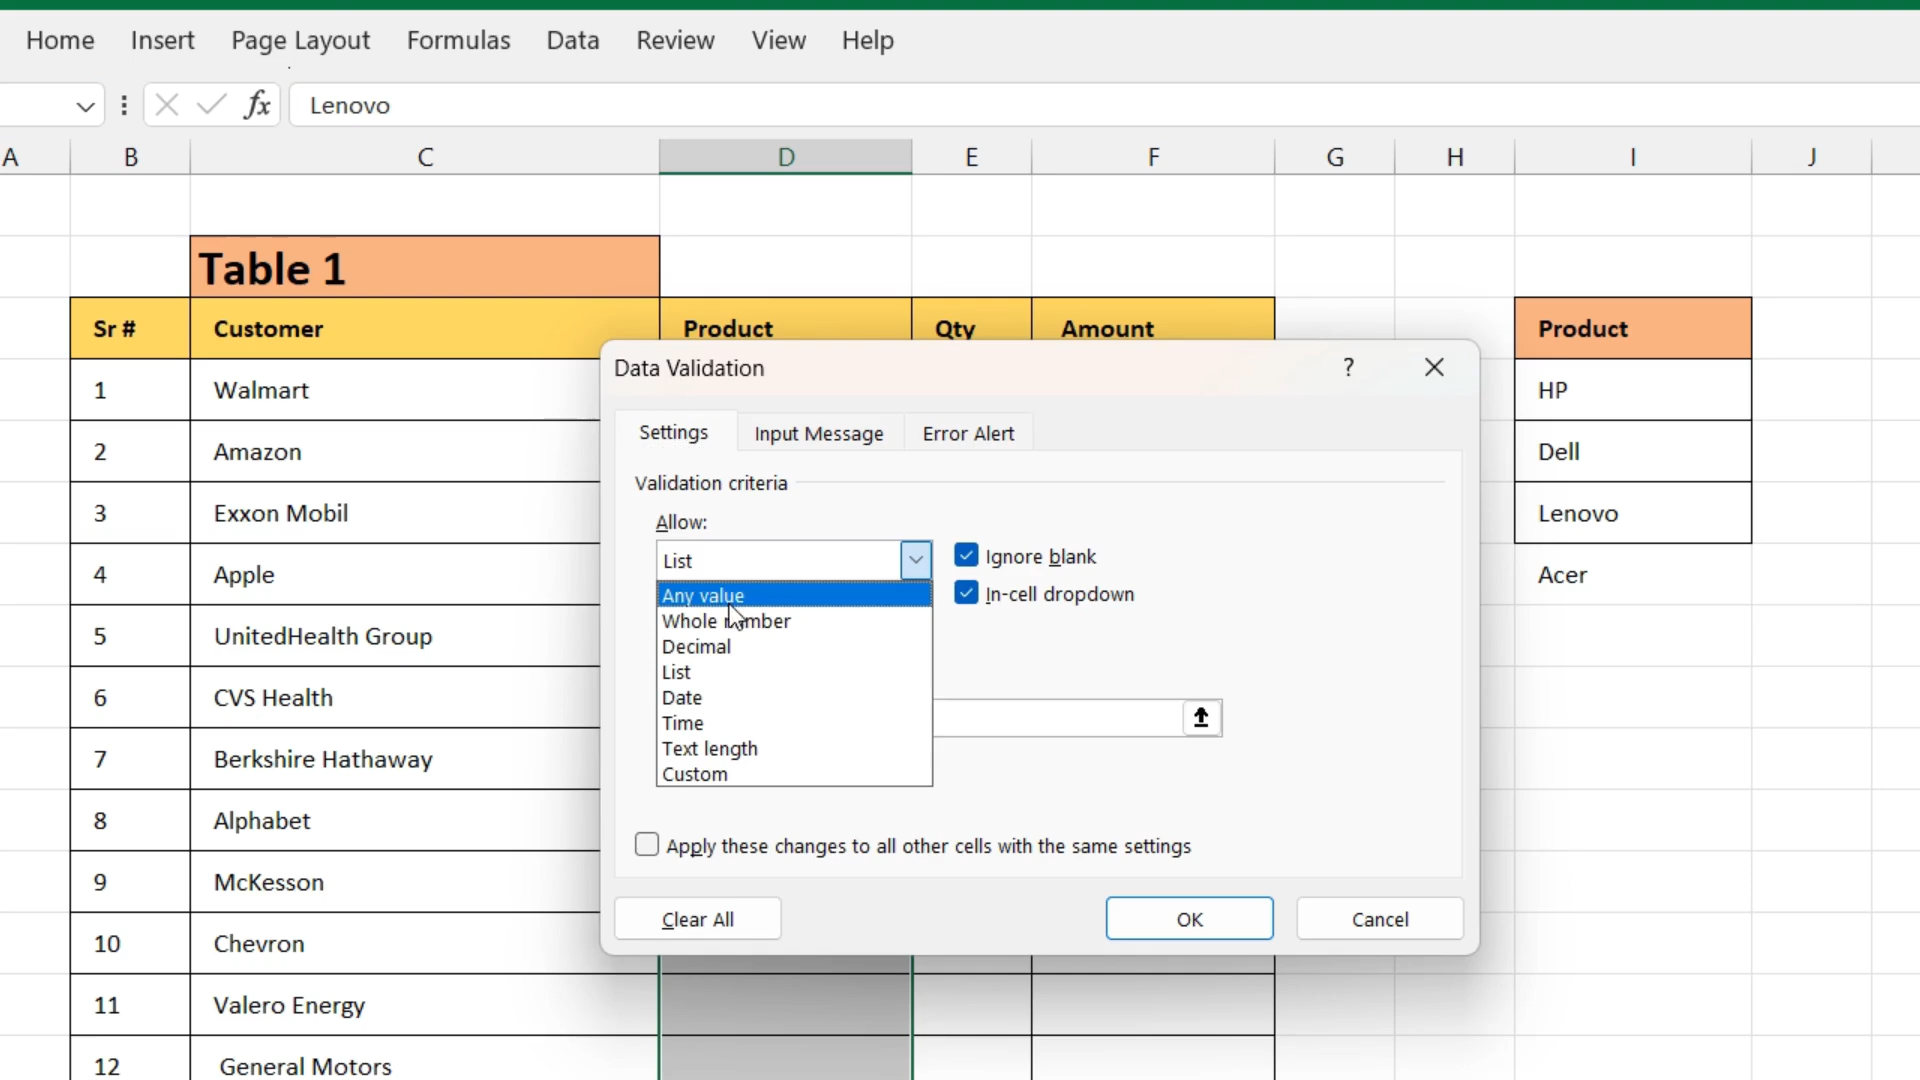 Home Insert Page Layout Formulas Data Review View Help
fx Lenovo
A B C D E F G H I J
Table 1
Sr # Customer Product Qty Amount Product
1 Walmart HP
2 Amazon Dell
3 Exxon Mobil Lenovo
4 Apple Acer
5 UnitedHealth Group
6 CVS Health
7 Berkshire Hathaway
8 Alphabet
9 McKesson
10 Chevron
11 Valero Energy
12 General Motors
Data Validation ?
Settings Input Message Error Alert
Validation criteria
Allow:
List Ignore blank
Any value In-cell dropdown
Whole number
Decimal
List
Date
Time
Text length
Custom
Apply these changes to all other cells with the same settings
Clear All OK Cancel